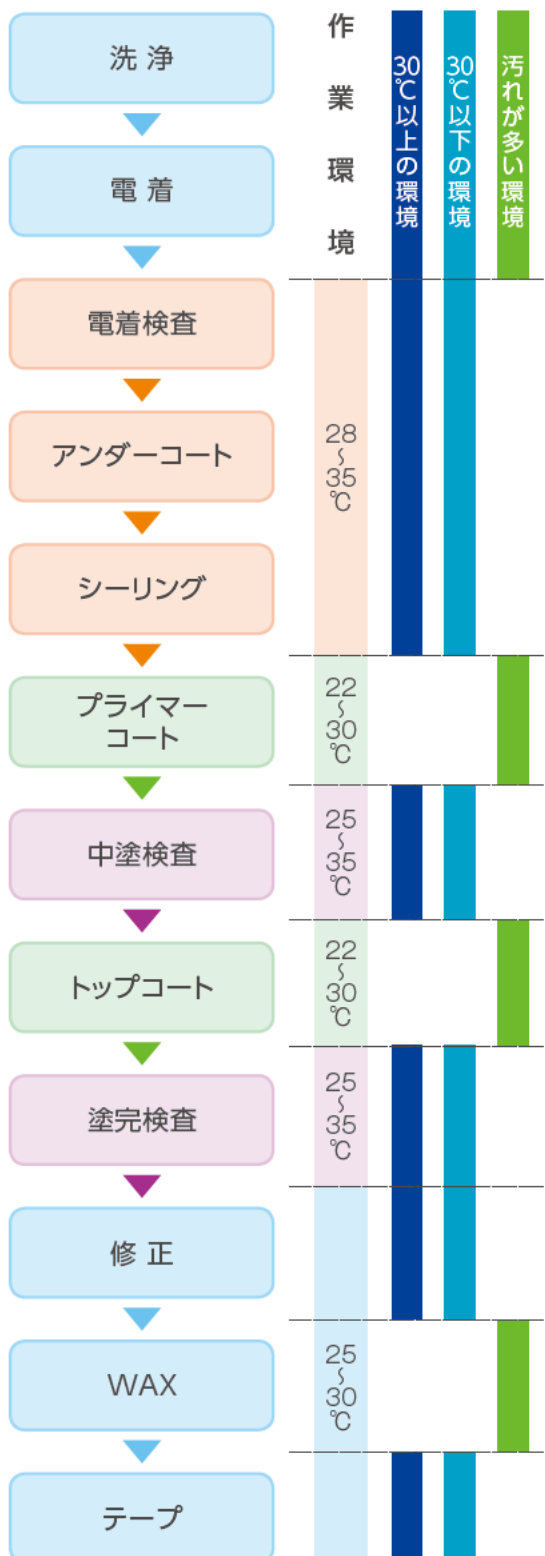 洗 浄
電 着
電着検査
アンダーコート
シーリング
プライマー
コート
中塗検査
トップコート
塗完検査
修 正
WAX
テープ
作業環境
28〜35℃
22〜30℃
25〜35℃
22〜30℃
25〜35℃
25〜30℃
30℃以上の環境
30℃以下の環境
汚れが多い環境